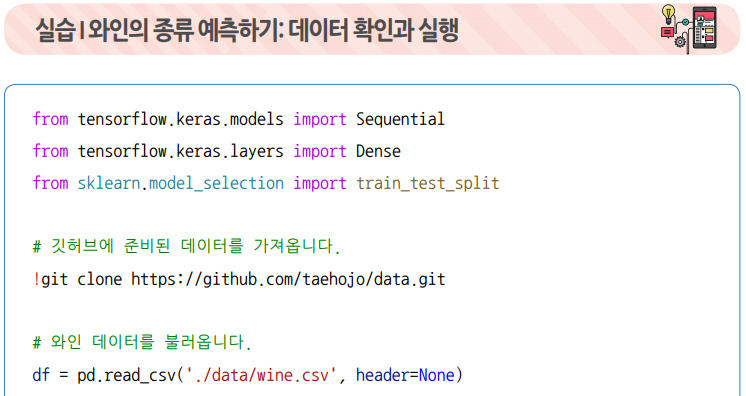 실습 I 와인의 종류 예측하기: 데이터 확인과 실행
from tensorflow.keras.models import Sequential
from tensorflow.keras.layers import Dense
from sklearn.model_selection import train_test_split
# 깃허브에 준비된 데이터를 가져옵니다.
!git clone https://github.com/taehojo/data.git
# 와인 데이터를 불러옵니다.
df = pd.read_csv('./data/wine.csv', header=None)